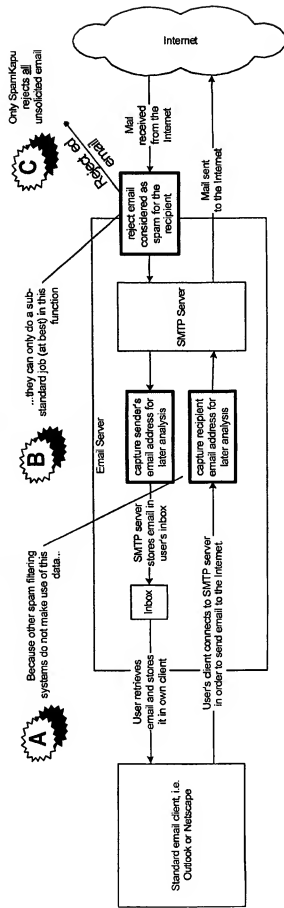 A
Because other spam filtering
systems do not make use of this
data...
B
...they can only do a sub-
standard job (at best) in this
function
C
Only SpamKapu
rejects all
unsolicited email
Rejected
email
Email Server
Internet
Mail
received
from the
Internet
reject email
considered as
spam for the
recipient
SMTP Server
capture sender's
email address for
later analysis
SMTP server
stores email in
user's inbox
Inbox
User retrieves
email and stores
it in own client
Standard email client, i.e.
Outlook or Netscape
User's client connects to SMTP server
in order to send email to the Internet.
capture recipient
email address for
later analysis
Mail sent
to the Internet